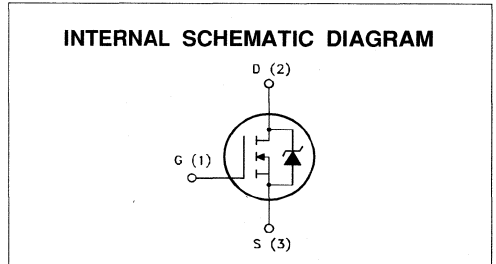 INTERNAL SCHEMATIC DIAGRAM
D (2)
G (1)
S (3)